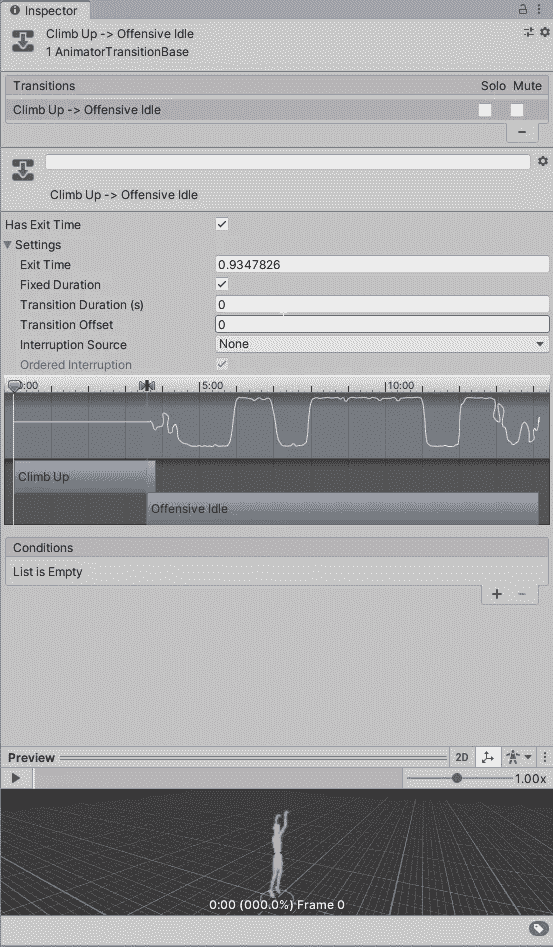 Inspector
Climb Up -> Offensive Idle
1 AnimatorTransitionBase
Transitions Solo Mute
Climb Up -> Offensive Idle
Climb Up -> Offensive Idle
Has Exit Time
Settings
Exit Time 0.9347826
Fixed Duration
Transition Duration (s) 0
Transition Offset 0
Interruption Source None
Ordered Interruption
0:00 5:00 10:00
Climb Up
Offensive Idle
Conditions
List is Empty
Preview 2D
1.00x
0:00 (000.0%) Frame 0